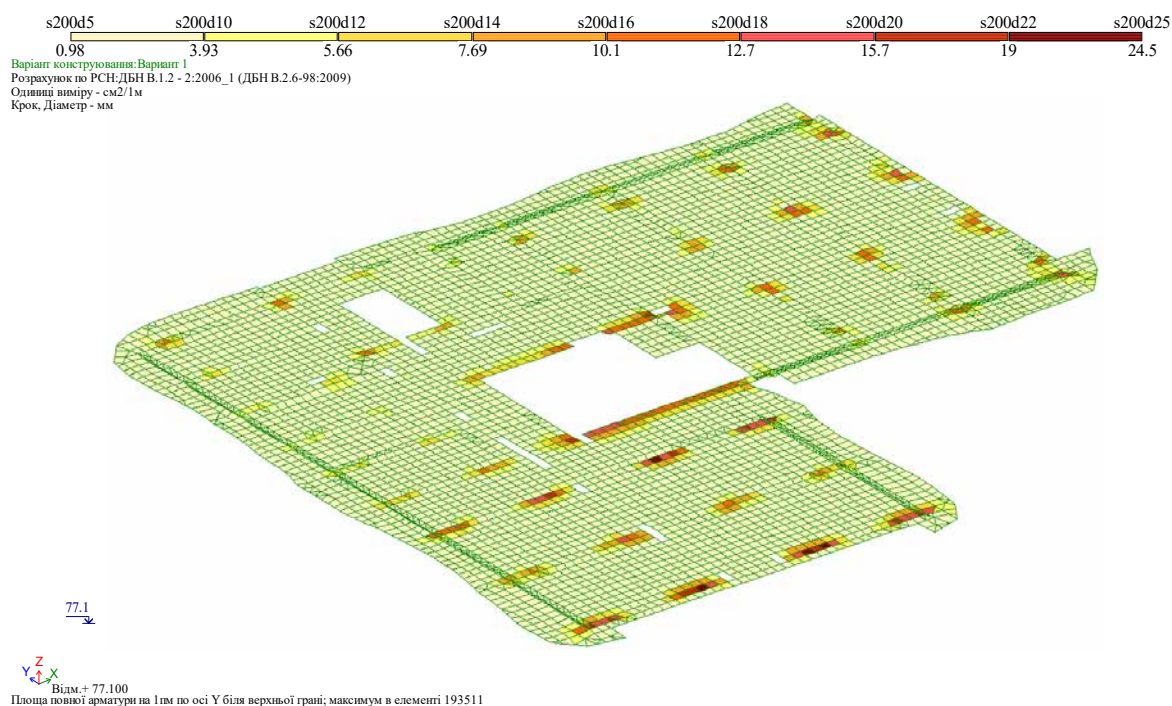 s200d5 s200d10 s200d12 s200d14 s200d16 s200d18 s200d20 s200d22 s200d25
0.98 3.93 5.66 7.69 10.1 12.7 15.7 19 24.5
Варіант конструювання:Вариант 1
Розрахунок по РСН:ДБН В.1.2 - 2:2006_1 (ДБН В.2.6-98:2009)
Одиниці виміру - см2/1м
Крок, Діаметр - мм
77.1
Z
Y X
Відм.+ 77.100
Площа повної арматури на 1пм по осі Y біля верхньої грані; максимум в елементі 193511